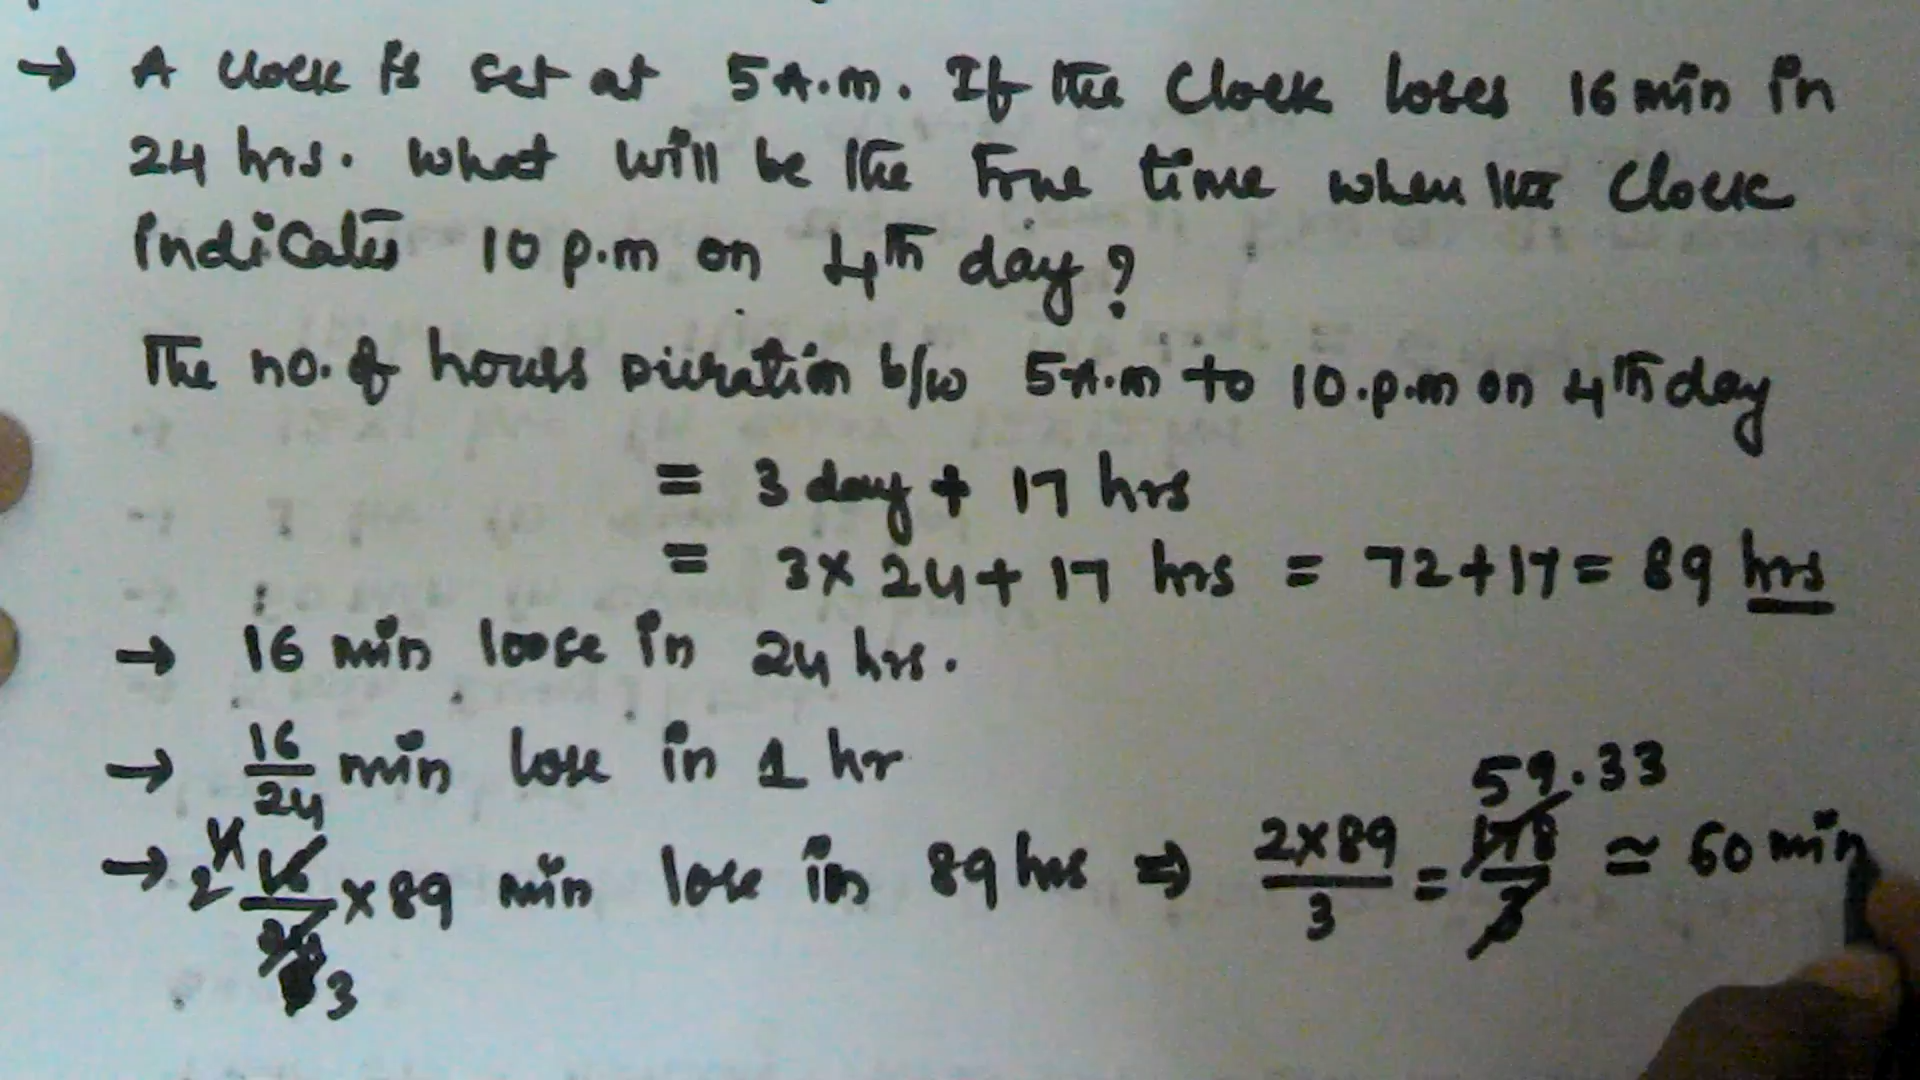 → A clock is set at 5 A.m. If the clock loses 16 min in
24 hrs. What will be the True time when the clock
indicates 10 p.m on 4th day?
The no. of hours Duration b/w 5 A.m to 10.p.m on 4th day
= 3 day + 17 hrs
= 3 × 24 + 17 hrs = 72 + 17 = 89 hrs
→ 16 min loose in 24 hrs.
→ 16/24 min lose in 1 hr
→ 16/24 × 89 min lose in 89 hrs ⇒ 2×89/3 = 178/3 59.33 ≃ 60 min